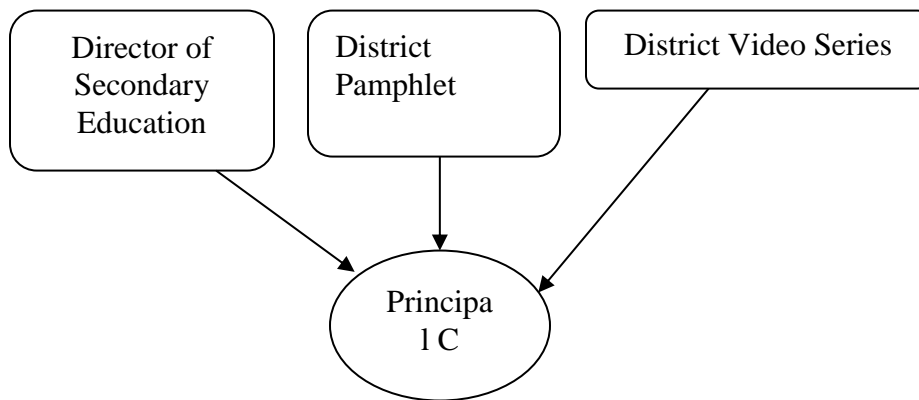 Director of
Secondary
Education
District
Pamphlet
District Video Series
Principa
l C